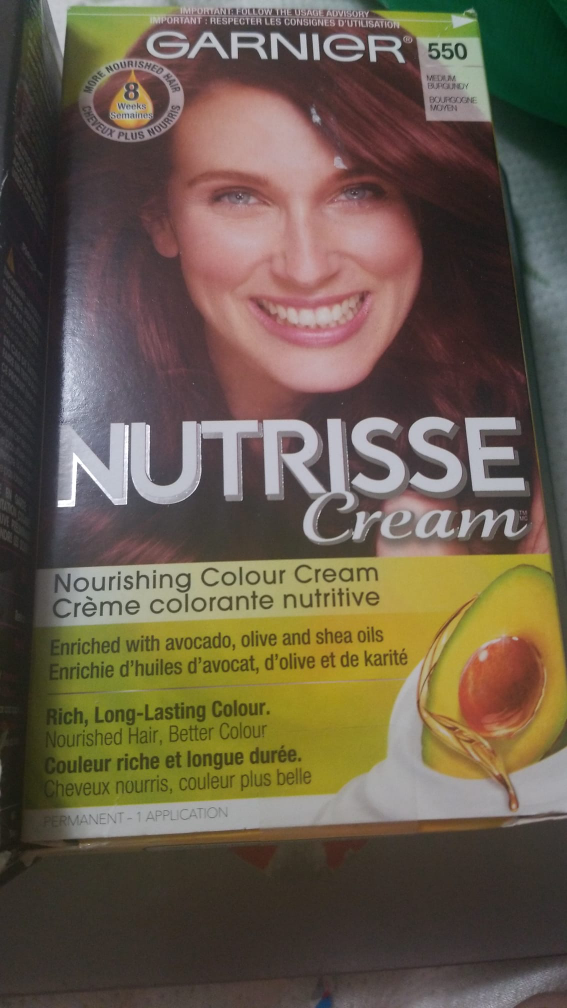 IMPORTANT: FOLLOW THE USAGE ADVISORY
IMPORTANT : RESPECTER LES CONSIGNES D'UTILISATION
GARNIER®
550
MEDIUM
BURGUNDY
BOURGOGNE
MOYEN
MORE NOURISHED HAIR
8
Weeks
Semaines
CHEVEUX PLUS NOURRIS
NUTRISSE
Cream
Nourishing Colour Cream
Crème colorante nutritive
Enriched with avocado, olive and shea oils
Enrichie d'huiles d'avocat, d'olive et de karité
Rich, Long-Lasting Colour.
Nourished Hair, Better Colour
Couleur riche et longue durée.
Cheveux nourris, couleur plus belle
PERMANENT - 1 APPLICATION